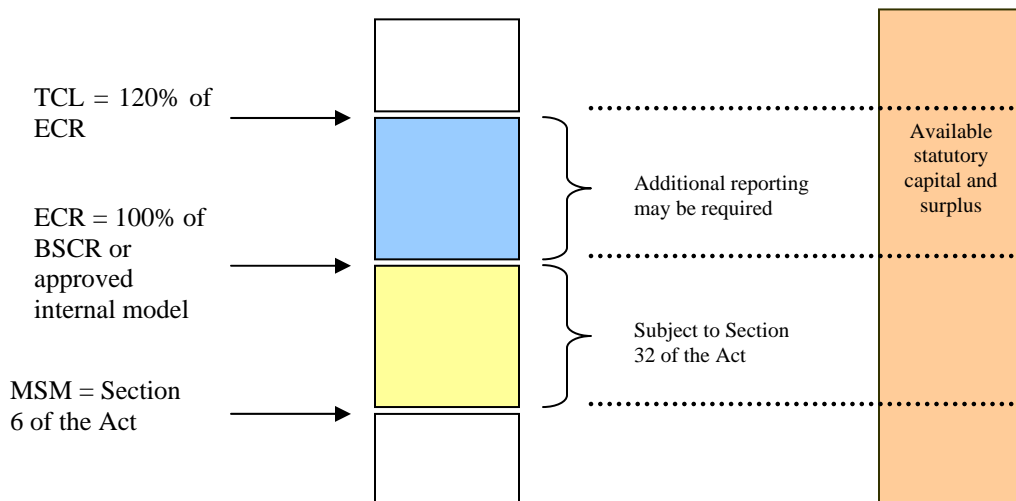 TCL = 120% of
ECR
Available
statutory
capital and
surplus
Additional reporting
may be required
ECR = 100% of
BSCR or
approved
internal model
Subject to Section
32 of the Act
MSM = Section
6 of the Act